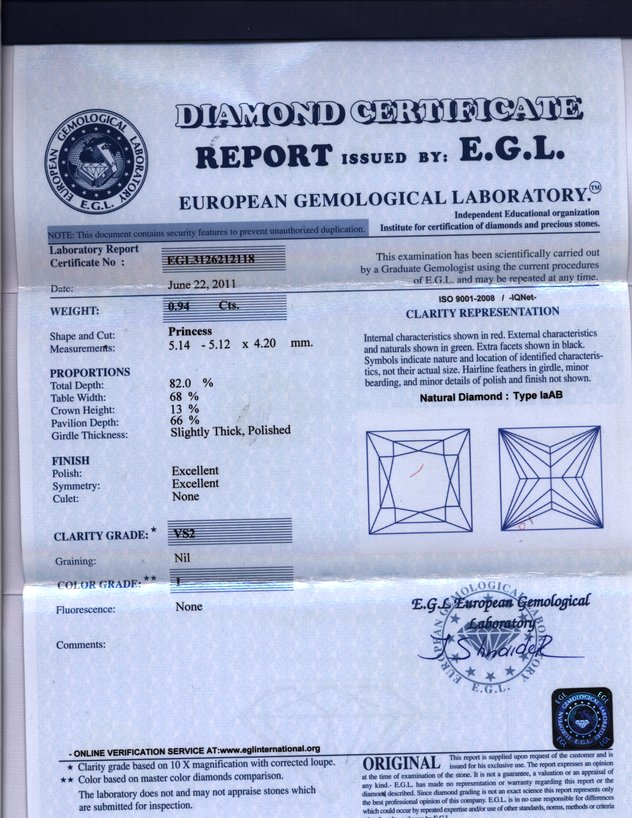 DIAMOND CERTIFICATE
REPORT ISSUED BY: E.G.L.
EUROPEAN GEMOLOGICAL LABORATORY.™
Independent Educational organization
Institute for certification of diamonds and precious stones.
EUROPEAN GEMOLOGICAL LABORATORY
E.G.L.
NOTE: This document contains security features to prevent unauthorized duplication.
Laboratory Report
Certificate No : EGL3126212118
Date: June 22, 2011
WEIGHT: 0.94 Cts.
Shape and Cut: Princess
Measurements: 5.14 - 5.12 x 4.20 mm.
PROPORTIONS
Total Depth: 82.0 %
Table Width: 68 %
Crown Height: 13 %
Pavilion Depth: 66 %
Girdle Thickness: Slightly Thick, Polished
FINISH
Polish: Excellent
Symmetry: Excellent
Culet: None
CLARITY GRADE: * VS2
Graining: Nil
COLOR GRADE: ** I
Fluorescence: None
Comments:
This examination has been scientifically carried out
by a Graduate Gemologist using the current procedures
of E.G.L. and may be repeated at any time.
ISO 9001-2008 / -IQNet-
CLARITY REPRESENTATION
Internal characteristics shown in red. External characteristics
and naturals shown in green. Extra facets shown in black.
Symbols indicate nature and location of identified characteris-
tics, not their actual size. Hairline feathers in girdle, minor
bearding, and minor details of polish and finish not shown.
Natural Diamond : Type IaAB
E.G.L European Gemological
Laboratory
J Shnaider
EUROPEAN GEMOLOGICAL LABORATORY
E.G.L.
EGL
EGL
- ONLINE VERIFICATION SERVICE AT:www.eglinternational.org
★ Clarity grade based on 10 X magnification with corrected loupe.
★★ Color based on master color diamonds comparison.
The laboratory does not and may not appraise stones which
are submitted for inspection.
ORIGINAL This report is supplied upon request of the customer and is
issued for his exclusive use. The report expresses an opinion
at the time of examination of the stone. It is not a guarantee, a valuation or an appraisal of
any kind.- E.G.L. has made no representation or warranty regarding this report or the
diamond described. Since diamond grading is not an exact science this report represents only
the best professional opinion of this company. E.G.L. is in no case responsible for differences
which could occur by repeated expertise and/or use of other standards, norms, methods or criteria